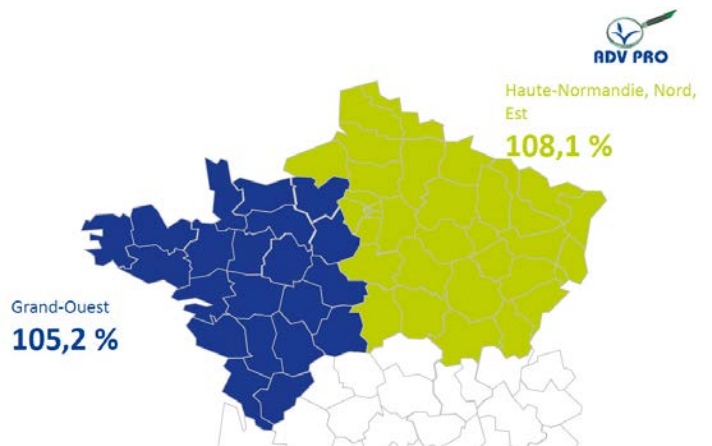 ADV PRO
Haute-Normandie, Nord,
Est
108,1 %
Grand-Ouest
105,2 %